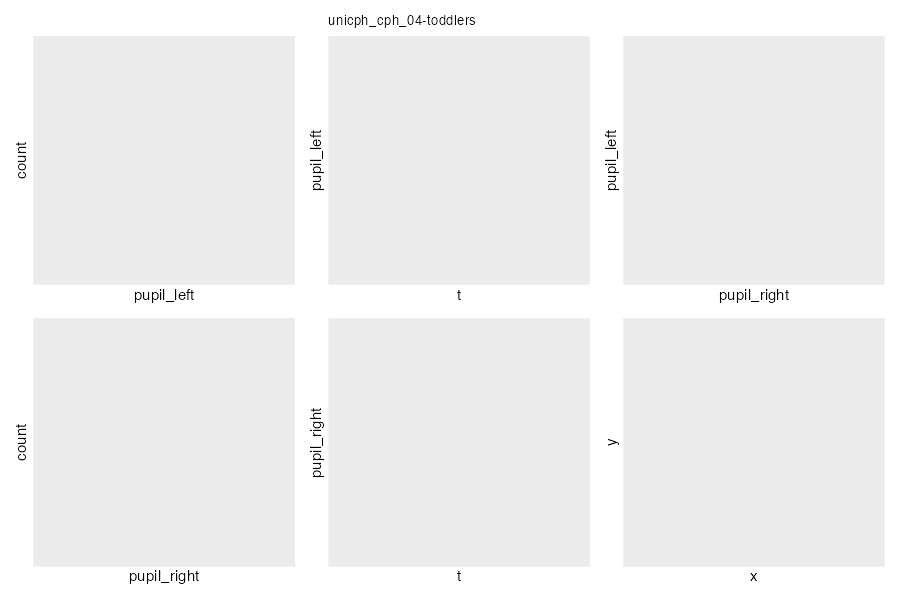 unicph_cph_04-toddlers
count
pupil_left
pupil_left
t
pupil_left
pupil_right
count
pupil_right
pupil_right
t
y
x